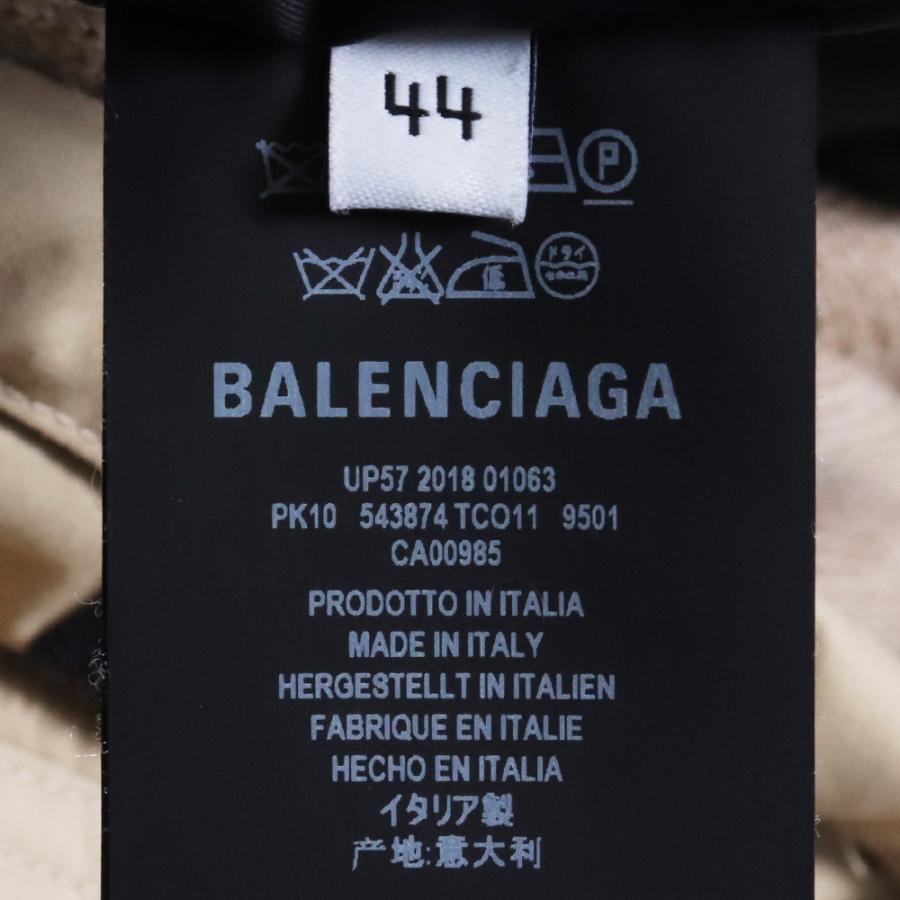 44
P
低
ドライ
BALENCIAGA
UP57 2018 01063
PK10 543874 TCO11 9501
CA00985
PRODOTTO IN ITALIA
MADE IN ITALY
HERGESTELLT IN ITALIEN
FABRIQUE EN ITALIE
HECHO EN ITALIA
イタリア製
产地:意大利